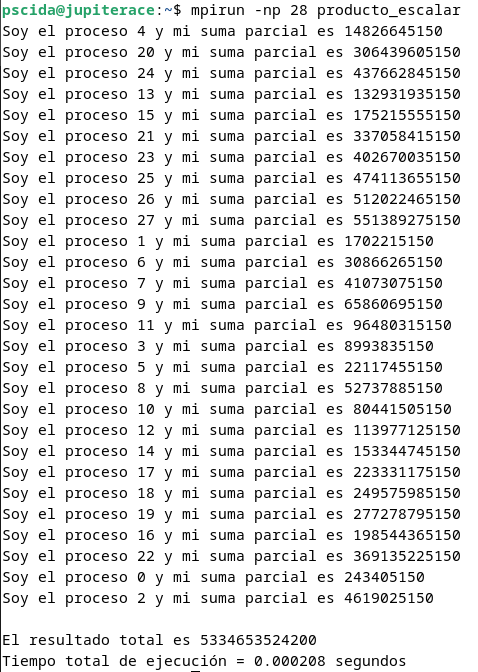 pscida@jupiterace:~$ mpirun -np 28 producto_escalar
Soy el proceso 4 y mi suma parcial es 14826645150
Soy el proceso 20 y mi suma parcial es 306439605150
Soy el proceso 24 y mi suma parcial es 437662845150
Soy el proceso 13 y mi suma parcial es 132931935150
Soy el proceso 15 y mi suma parcial es 175215555150
Soy el proceso 21 y mi suma parcial es 337058415150
Soy el proceso 23 y mi suma parcial es 402670035150
Soy el proceso 25 y mi suma parcial es 474113655150
Soy el proceso 26 y mi suma parcial es 512022465150
Soy el proceso 27 y mi suma parcial es 551389275150
Soy el proceso 1 y mi suma parcial es 1702215150
Soy el proceso 6 y mi suma parcial es 30866265150
Soy el proceso 7 y mi suma parcial es 41073075150
Soy el proceso 9 y mi suma parcial es 65860695150
Soy el proceso 11 y mi suma parcial es 96480315150
Soy el proceso 3 y mi suma parcial es 8993835150
Soy el proceso 5 y mi suma parcial es 22117455150
Soy el proceso 8 y mi suma parcial es 52737885150
Soy el proceso 10 y mi suma parcial es 80441505150
Soy el proceso 12 y mi suma parcial es 113977125150
Soy el proceso 14 y mi suma parcial es 153344745150
Soy el proceso 17 y mi suma parcial es 223331175150
Soy el proceso 18 y mi suma parcial es 249575985150
Soy el proceso 19 y mi suma parcial es 277278795150
Soy el proceso 16 y mi suma parcial es 198544365150
Soy el proceso 22 y mi suma parcial es 369135225150
Soy el proceso 0 y mi suma parcial es 243405150
Soy el proceso 2 y mi suma parcial es 4619025150
El resultado total es 5334653524200
Tiempo total de ejecución = 0.000208 segundos